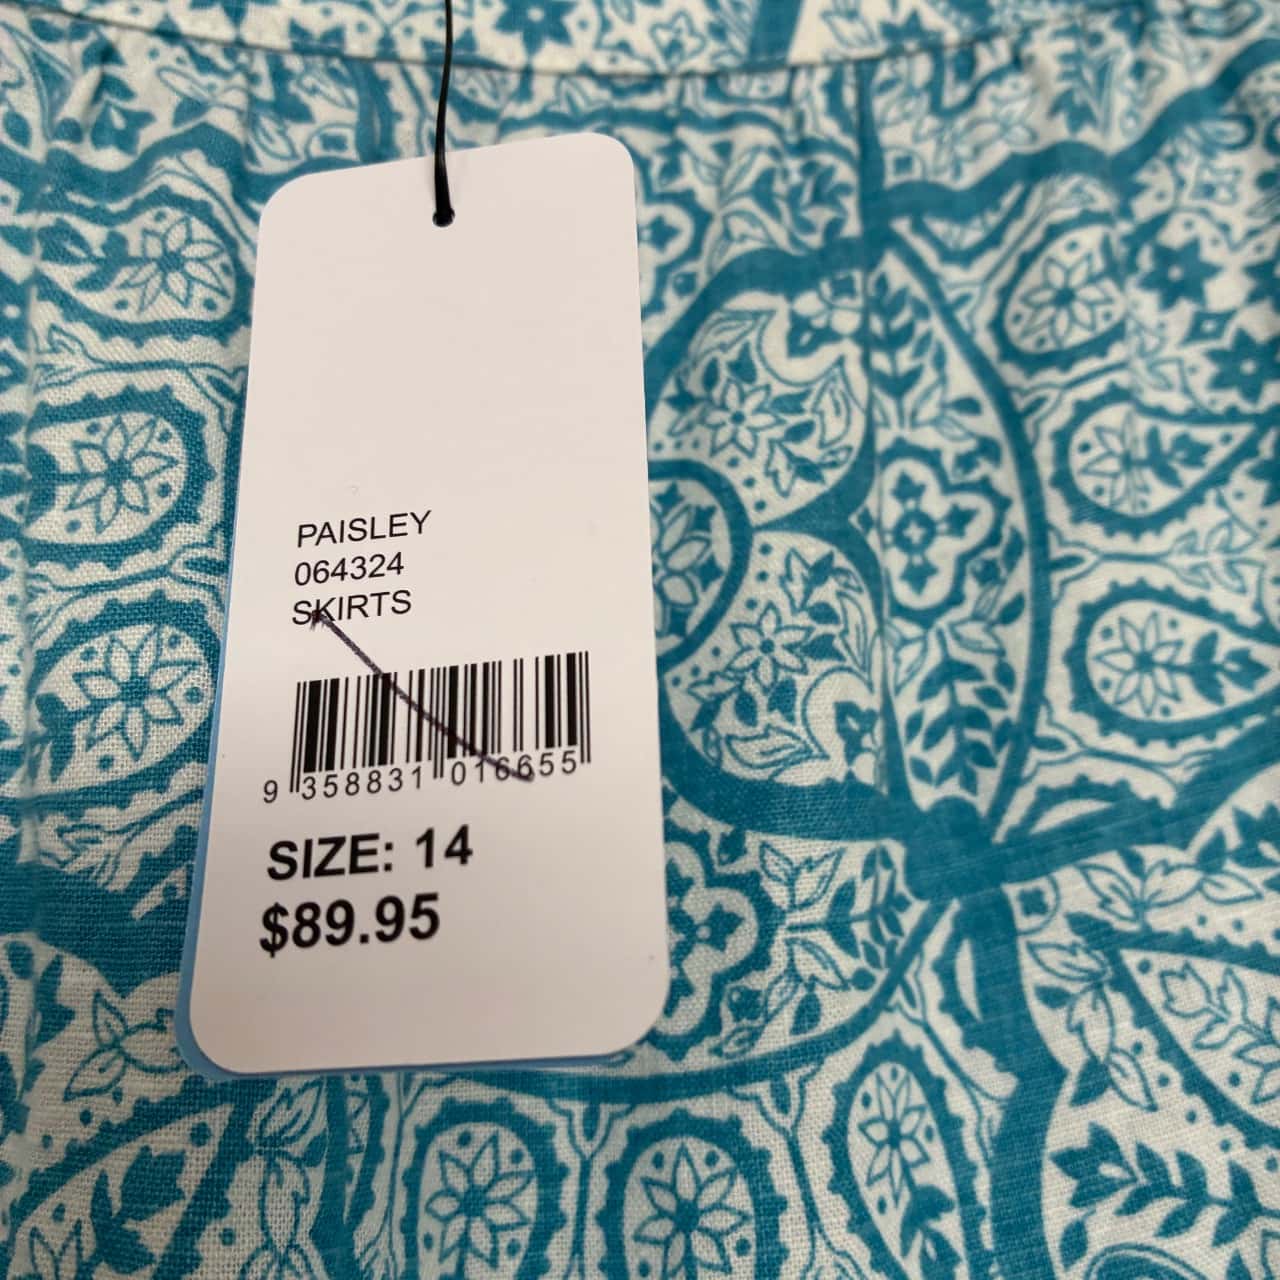 PAISLEY
064324
SKIRTS
9 358831 016655
SIZE: 14
$89.95